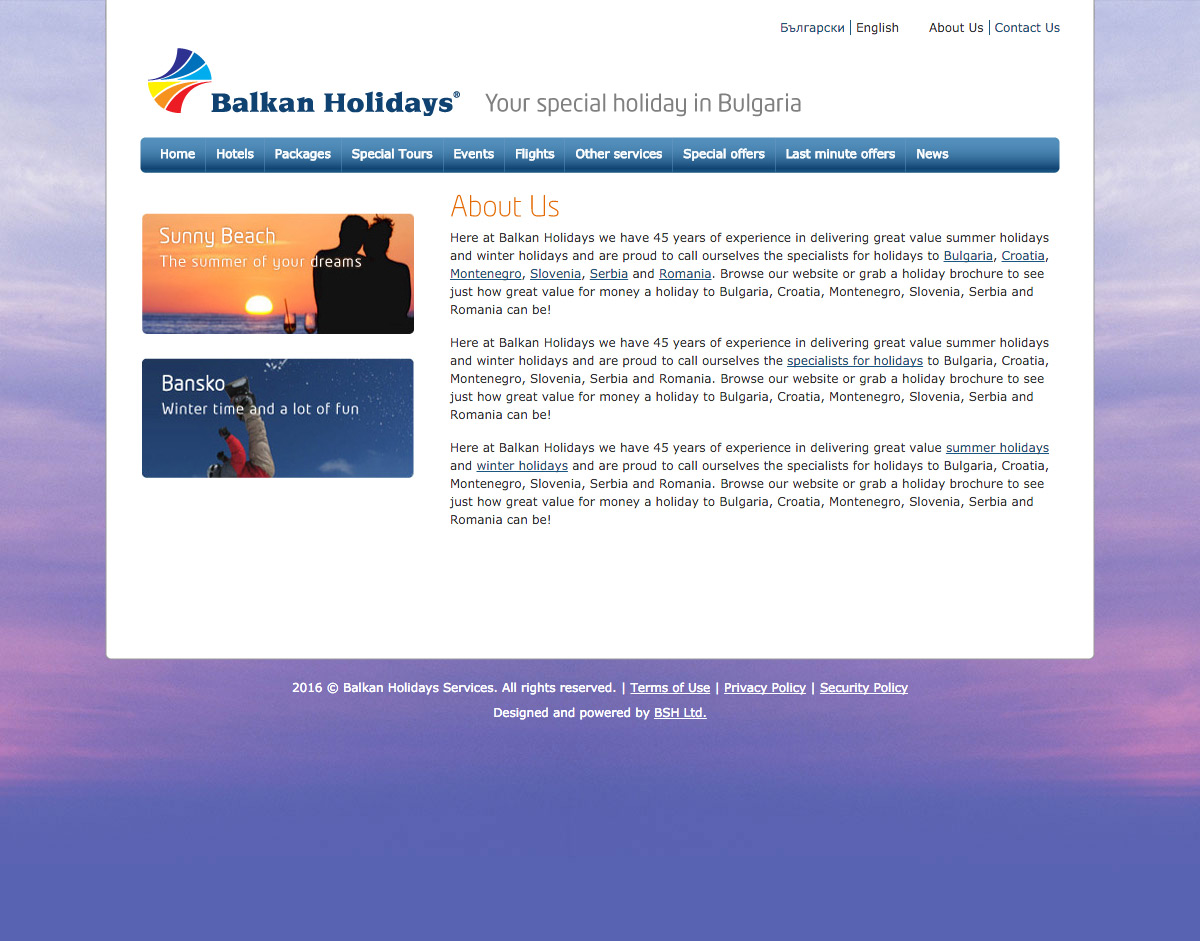 Български | English About Us | Contact Us
Balkan Holidays® Your special holiday in Bulgaria
Home Hotels Packages Special Tours Events Flights Other services Special offers Last minute offers News
Sunny Beach
The summer of your dreams
Bansko
Winter time and a lot of fun
About Us
Here at Balkan Holidays we have 45 years of experience in delivering great value summer holidays
and winter holidays and are proud to call ourselves the specialists for holidays to Bulgaria, Croatia,
Montenegro, Slovenia, Serbia and Romania. Browse our website or grab a holiday brochure to see
just how great value for money a holiday to Bulgaria, Croatia, Montenegro, Slovenia, Serbia and
Romania can be!
Here at Balkan Holidays we have 45 years of experience in delivering great value summer holidays
and winter holidays and are proud to call ourselves the specialists for holidays to Bulgaria, Croatia,
Montenegro, Slovenia, Serbia and Romania. Browse our website or grab a holiday brochure to see
just how great value for money a holiday to Bulgaria, Croatia, Montenegro, Slovenia, Serbia and
Romania can be!
Here at Balkan Holidays we have 45 years of experience in delivering great value summer holidays
and winter holidays and are proud to call ourselves the specialists for holidays to Bulgaria, Croatia,
Montenegro, Slovenia, Serbia and Romania. Browse our website or grab a holiday brochure to see
just how great value for money a holiday to Bulgaria, Croatia, Montenegro, Slovenia, Serbia and
Romania can be!
2016 © Balkan Holidays Services. All rights reserved. | Terms of Use | Privacy Policy | Security Policy
Designed and powered by BSH Ltd.